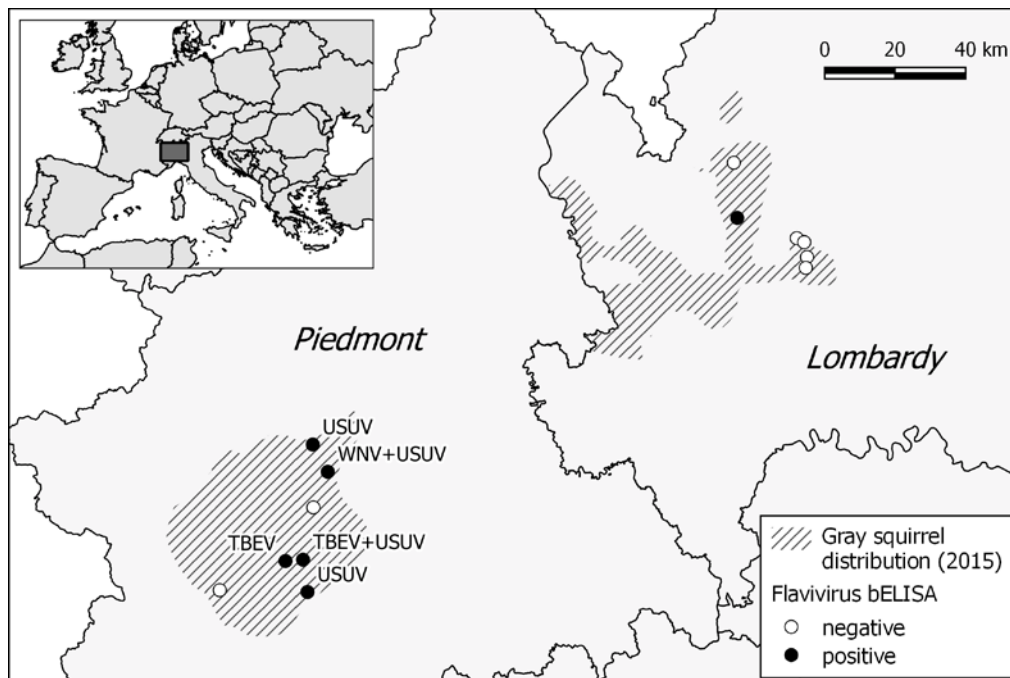 0 20 40 km
Piedmont
Lombardy
USUV
WNV+USUV
TBEV
TBEV+USUV
USUV
Gray squirrel
distribution (2015)
Flavivirus bELISA
negative
positive